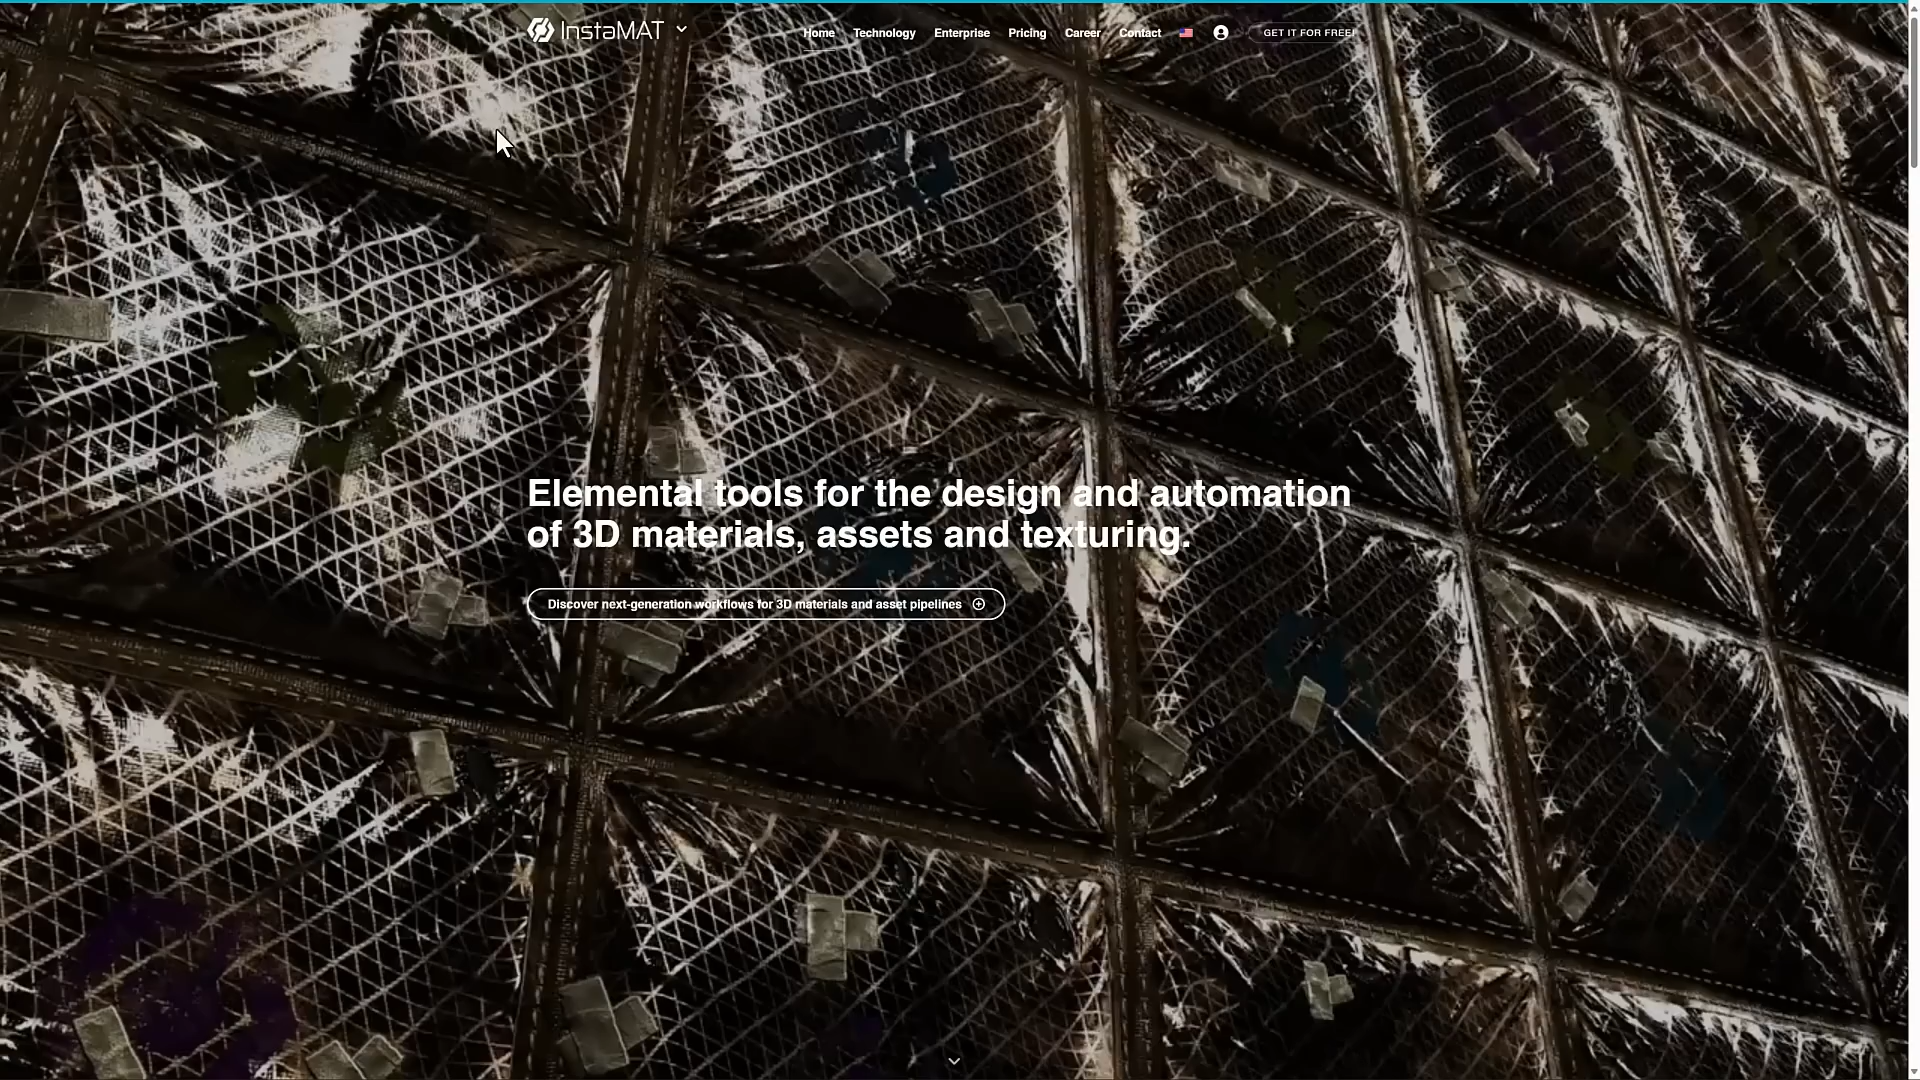 InstaMAT
Home Technology Enterprise Pricing Career Contact GET IT FOR FREE!
Elemental tools for the design and automation
of 3D materials, assets and texturing.
Discover next-generation workflows for 3D materials and asset pipelines